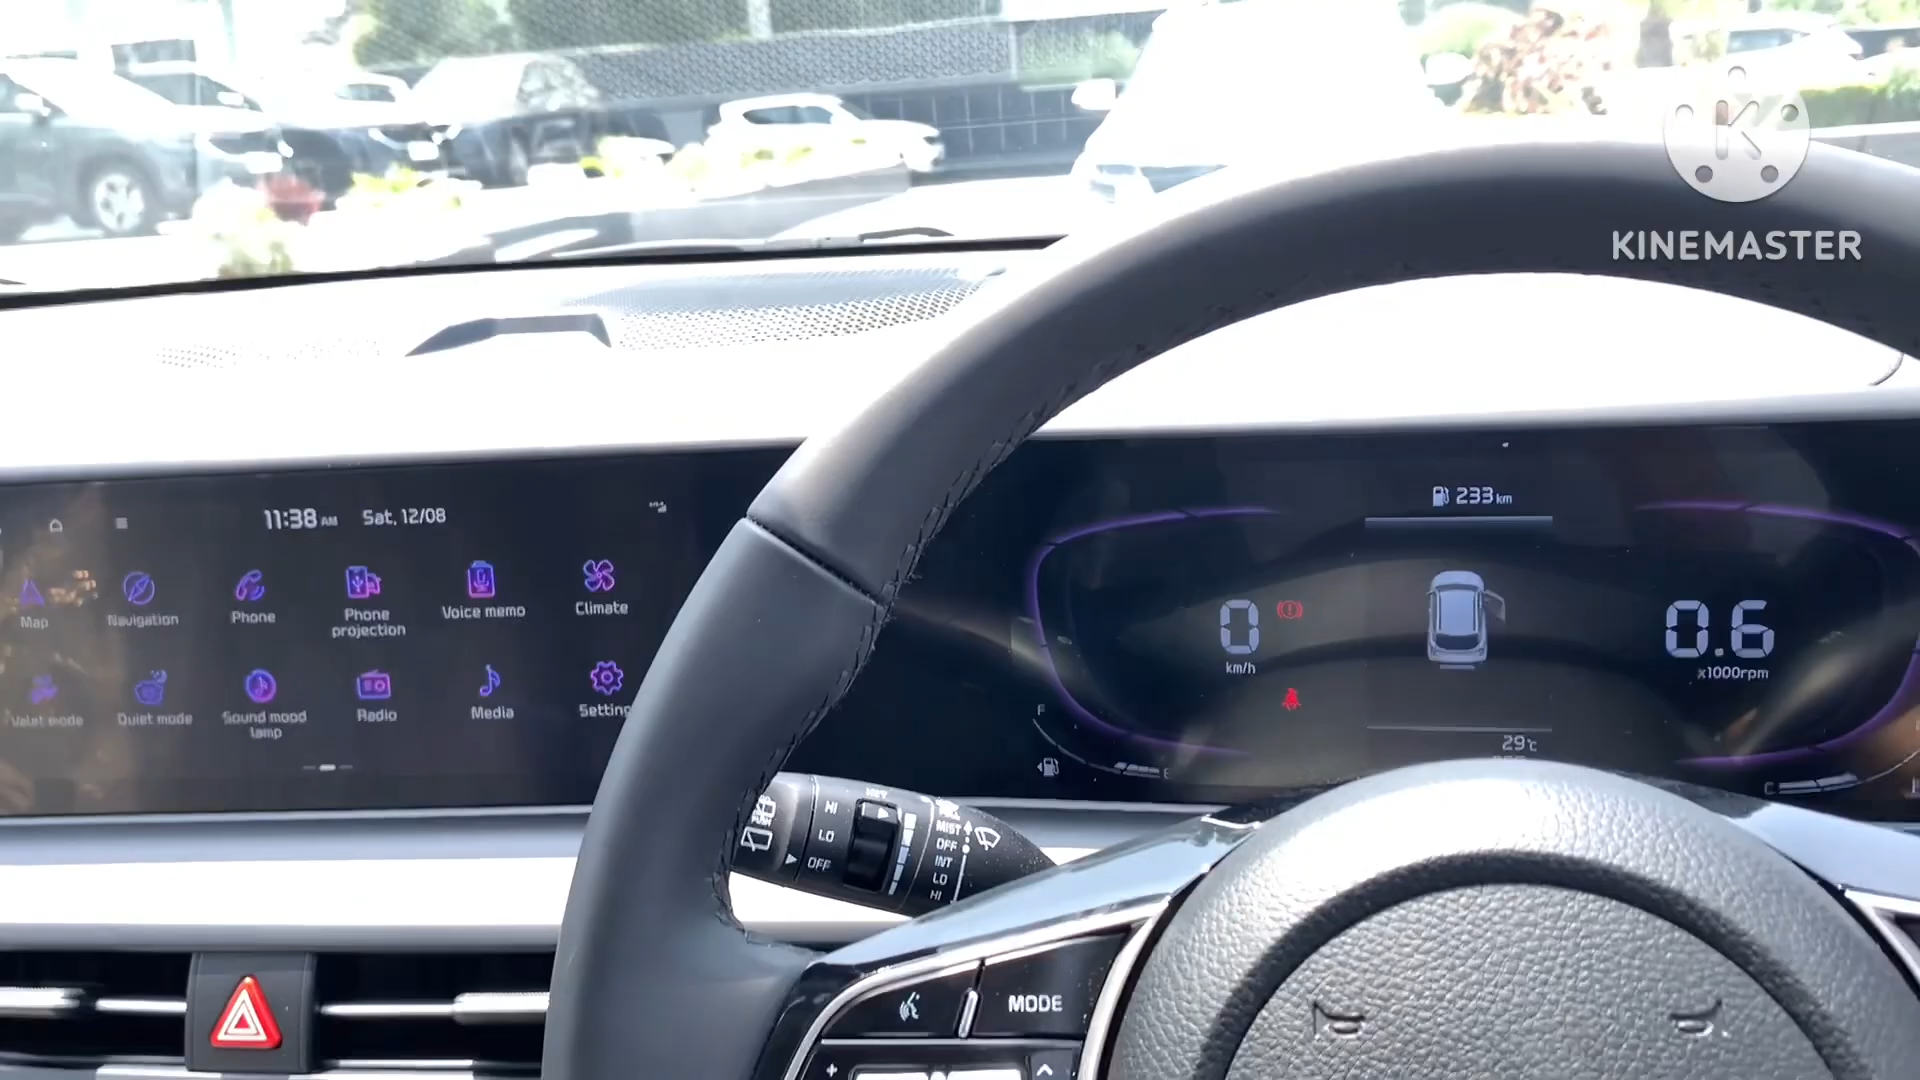 KINEMASTER
11:38 AM Sat, 12/08
Map
Navigation
Phone
Phone projection
Voice memo
Climate
Valet mode
Quiet mode
Sound mood lamp
Radio
Media
Setting
233 km
0
km/h
0.6
x1000rpm
F
E
29°C
C
HI
LO
OFF
PUSH
MIST
OFF
INT
LO
HI
MODE
+